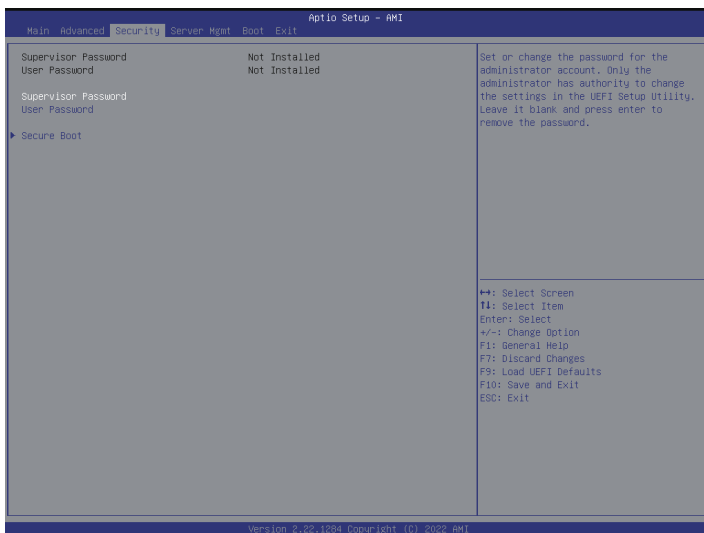 Aptio Setup – AMI
Main Advanced Security Server Mgmt Boot Exit
Supervisor Password Not Installed
User Password Not Installed
Supervisor Password
User Password
▶ Secure Boot
Set or change the password for the
administrator account. Only the
administrator has authority to change
the settings in the UEFI Setup Utility.
Leave it blank and press enter to
remove the password.
↔: Select Screen
↑↓: Select Item
Enter: Select
+/-: Change Option
F1: General Help
F7: Discard Changes
F9: Load UEFI Defaults
F10: Save and Exit
ESC: Exit
Version 2.22.1284 Copyright (C) 2022 AMI